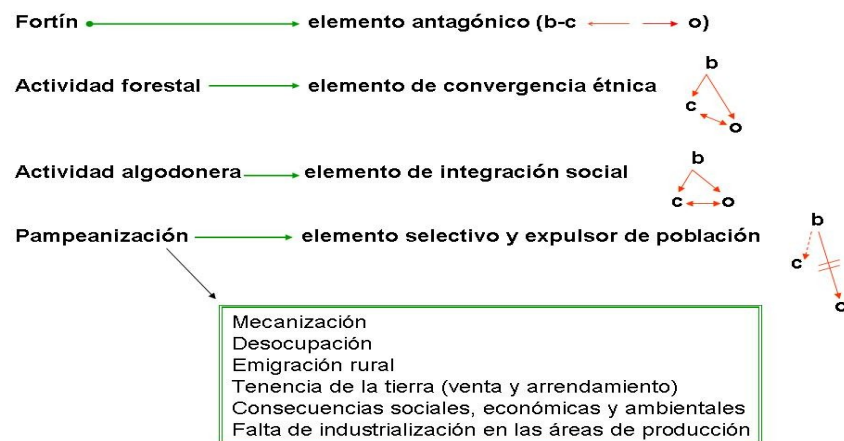 Fortín elemento antagónico (b-c o)
b
Actividad forestal elemento de convergencia étnica
c
o
b
Actividad algodonera elemento de integración social
c o
b
Pampeanización elemento selectivo y expulsor de población
c
o
Mecanización
Desocupación
Emigración rural
Tenencia de la tierra (venta y arrendamiento)
Consecuencias sociales, económicas y ambientales
Falta de industrialización en las áreas de producción